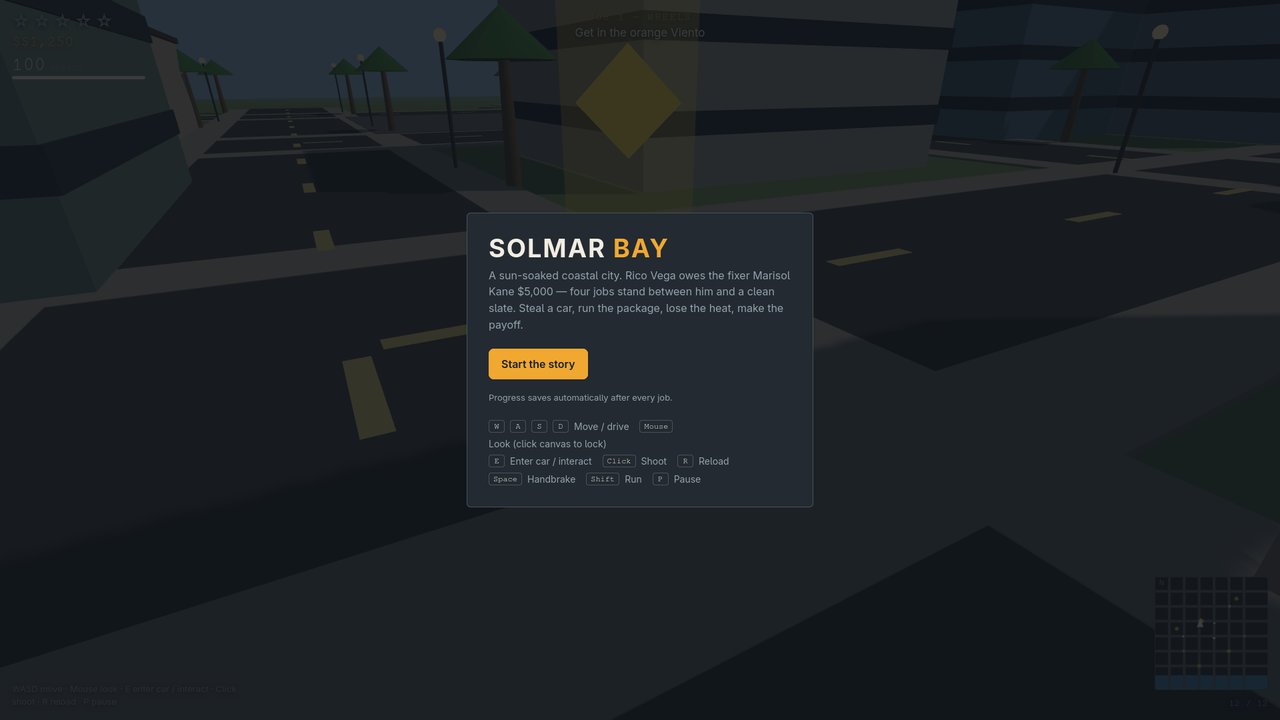 $$1,250
100
Get in the orange Viento
SOLMAR BAY
A sun-soaked coastal city. Rico Vega owes the fixer Marisol
Kane $5,000 — four jobs stand between him and a clean
slate. Steal a car, run the package, lose the heat, make the
payoff.
Start the story
Progress saves automatically after every job.
W A S D Move / drive Mouse
Look (click canvas to lock)
E Enter car / interact Click Shoot R Reload
Space Handbrake Shift Run P Pause
N
WASD move · Mouse look · E enter car / interact · Click
shoot · R reload · P pause
12 / 12